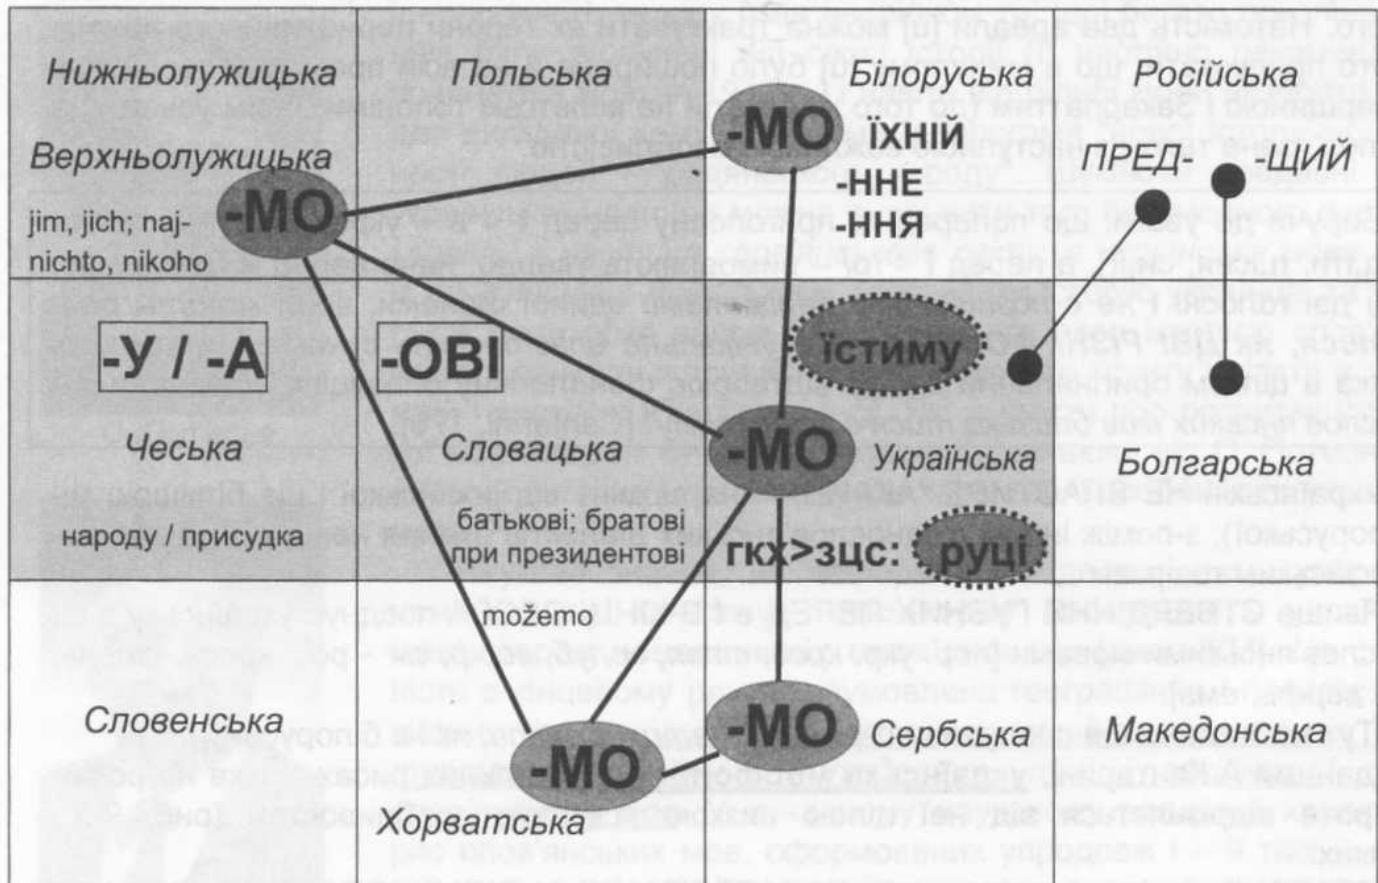 Нижньолужицька
Верхньолужицька
-МО
jim, jich; naj-
nichto, nikoho
Польська
Білоруська
-МО
ЇХНІЙ
-ННЕ
-ННЯ
Російська
ПРЕД- -ЩИЙ
-У / -А
-ОВІ
їстиму
Чеська
народу / присудка
Словацька
батькові; братові
при президентові
-МО
Українська
гкх>зцс: руці
Болгарська
možemo
Словенська
-МО
Хорватська
-МО
Сербська
Македонська